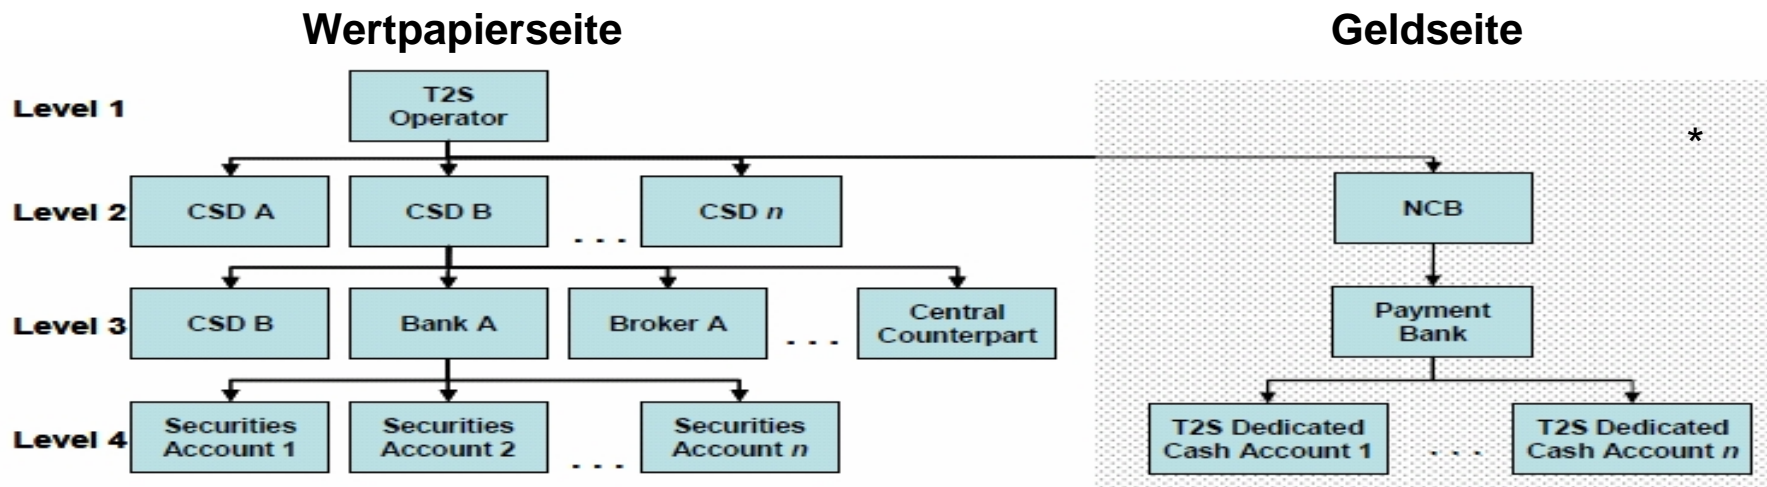 Wertpapierseite
Geldseite
Level 1
T2S
Operator
*
Level 2
CSD A
CSD B
. . .
CSD n
NCB
Level 3
CSD B
Bank A
Broker A
. . .
Central
Counterpart
Payment
Bank
Level 4
Securities
Account 1
Securities
Account 2
. . .
Securities
Account n
T2S Dedicated
Cash Account 1
. . .
T2S Dedicated
Cash Account n